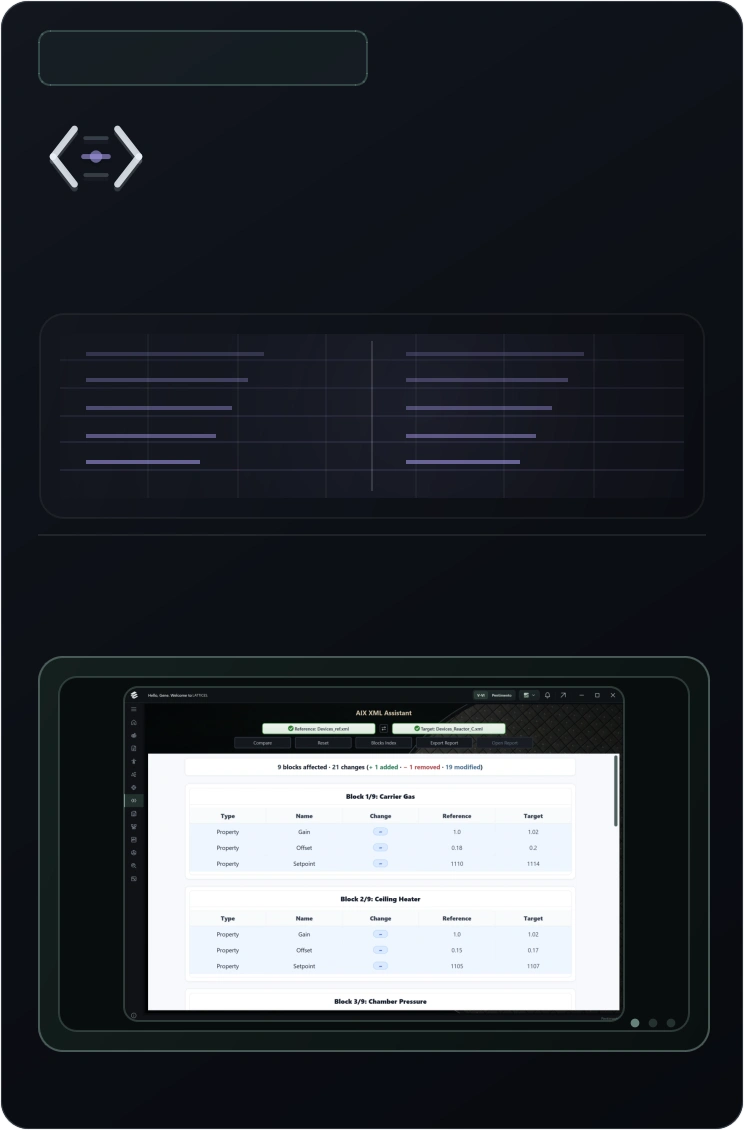 Hello, Gens. Welcome to LATTICES.
Pentimento
AIX XML Assistant
Reference: Devices_ref.xml
Target: Devices_Reactor_C.xml
Compare
Reset
Blocks Index
Export Report
Open Report
9 blocks affected · 21 changes (+ 1 added · − 1 removed · 19 modified)
Block 1/9: Carrier Gas
Type Name Change Reference Target
Property Gain ~ 1.0 1.02
Property Offset ~ 0.18 0.2
Property Setpoint ~ 1110 1114
Block 2/9: Ceiling Heater
Type Name Change Reference Target
Property Gain ~ 1.0 1.02
Property Offset ~ 0.15 0.17
Property Setpoint ~ 1105 1107
Block 3/9: Chamber Pressure